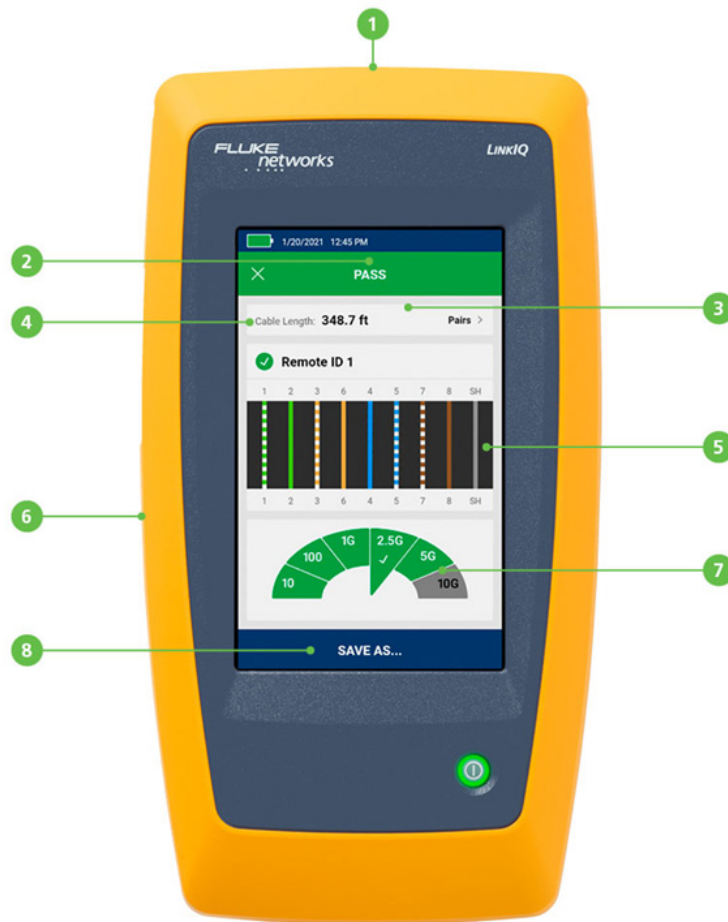 1
FLUKE
networks
LINKIQ
1/20/2021 12:45 PM
2
PASS
3
4
Cable Length: 348.7 ft
Pairs >
Remote ID 1
1 2 3 6 4 5 7 8 SH
5
1 2 3 6 4 5 7 8 SH
6
10
100
1G
2.5G
5G
10G
7
8
SAVE AS...